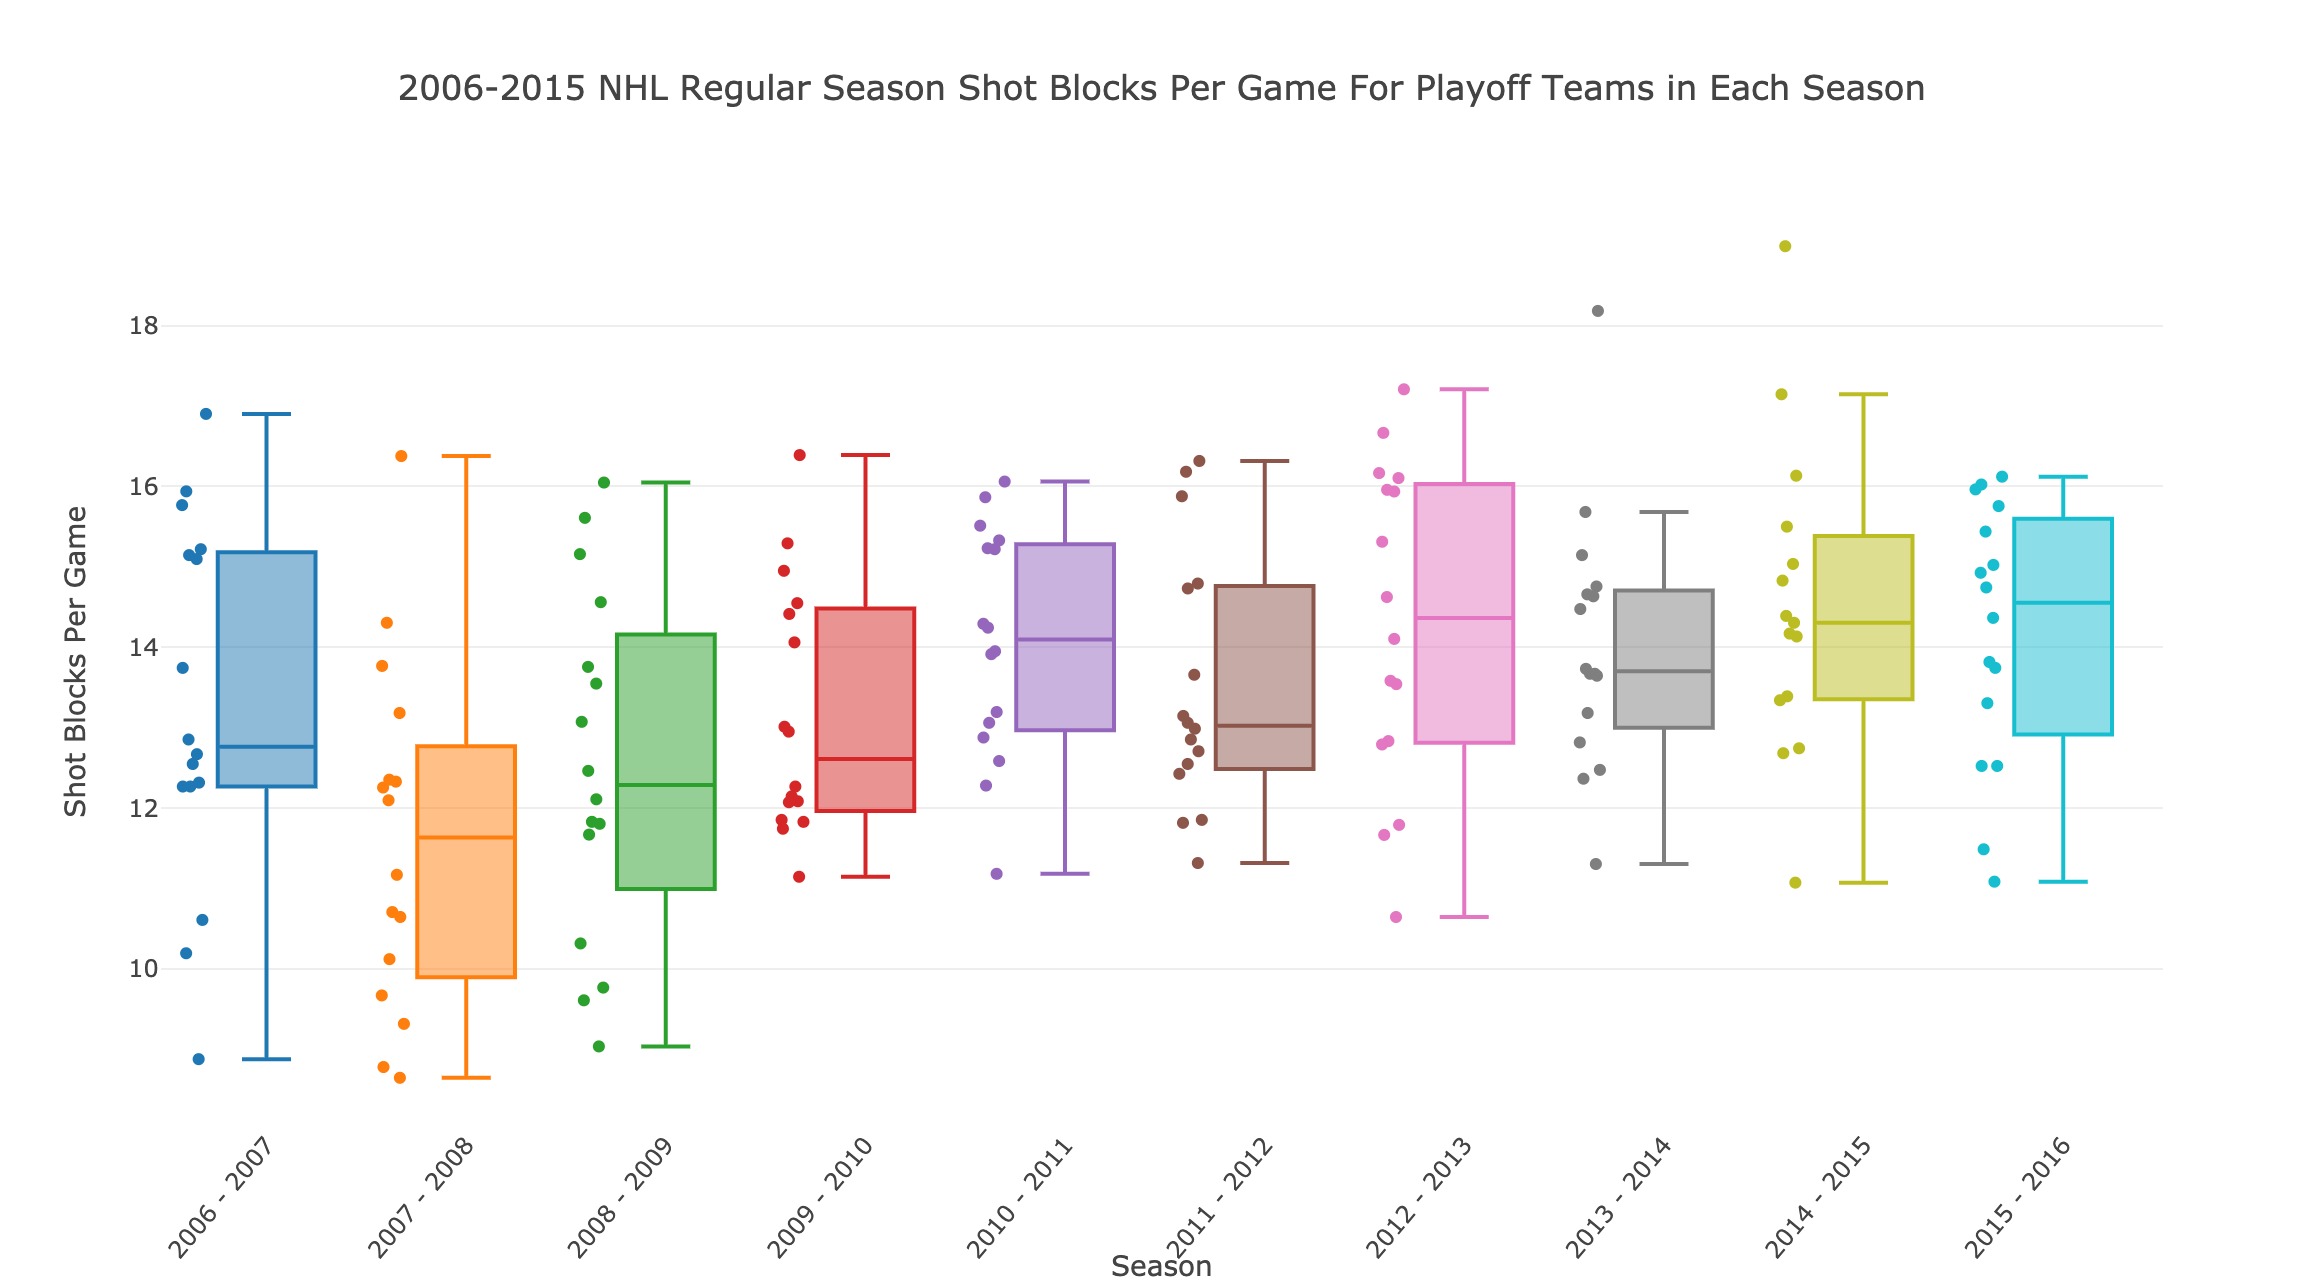 2006-2015 NHL Regular Season Shot Blocks Per Game For Playoff Teams in Each Season
Shot Blocks Per Game
18
16
14
12
10
2006 - 2007
2007 - 2008
2008 - 2009
2009 - 2010
2010 - 2011
2011 - 2012
2012 - 2013
2013 - 2014
2014 - 2015
2015 - 2016
Season